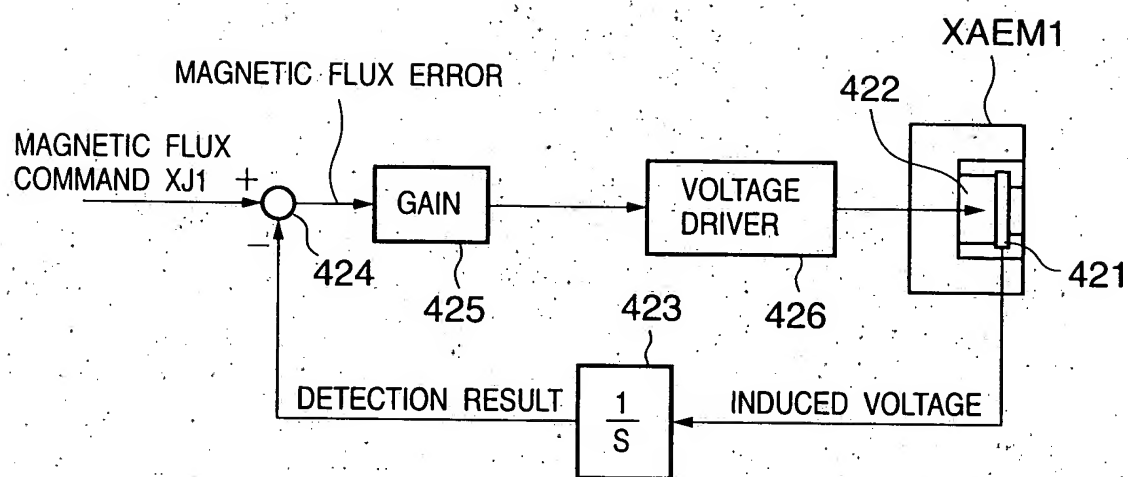 XAEM1
MAGNETIC FLUX ERROR
422
MAGNETIC FLUX
COMMAND XJ1
+
−
GAIN
VOLTAGE
DRIVER
424
425
426
421
423
DETECTION RESULT
1
S
INDUCED VOLTAGE